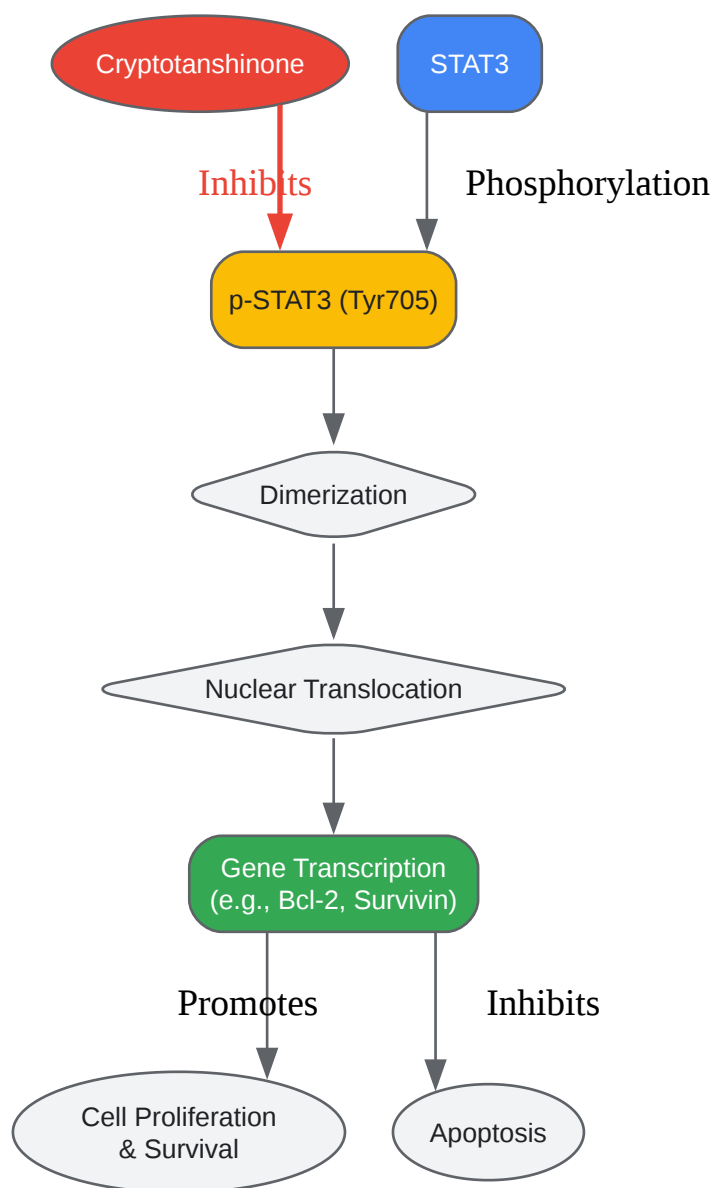 Cryptotanshinone
STAT3
Inhibits
Phosphorylation
p-STAT3 (Tyr705)
Dimerization
Nuclear Translocation
Gene Transcription
(e.g., Bcl-2, Survivin)
Promotes
Inhibits
Cell Proliferation
& Survival
Apoptosis